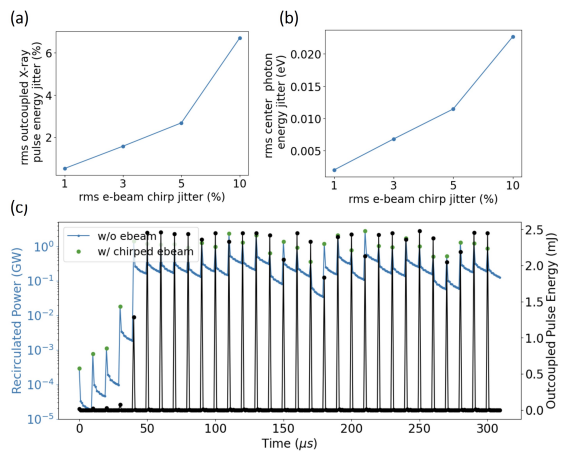 (a)
rms outcoupled X-ray
pulse energy jitter (%)
6
4
2
1
3
5
10
rms e-beam chirp jitter (%)
(b)
rms center photon
energy jitter (eV)
0.020
0.015
0.010
0.005
1
3
5
10
rms e-beam chirp jitter (%)
(c)
w/o ebeam
w/ chirped ebeam
Recirculated Power (GW)
10⁰
10⁻¹
10⁻²
10⁻³
10⁻⁴
10⁻⁵
0
50
100
150
200
250
300
Time (μs)
2.5
2.0
1.5
1.0
0.5
0.0
Outcoupled Pulse Energy (mJ)